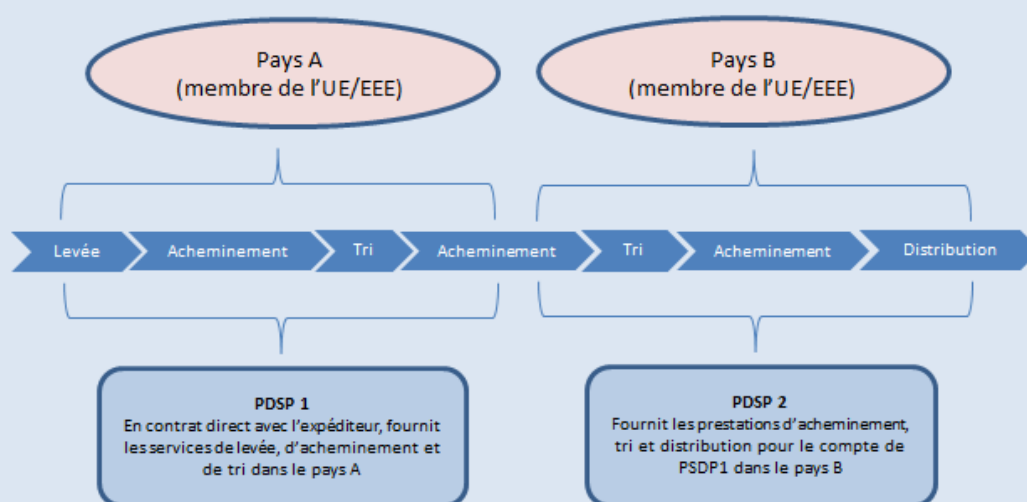 Pays A
(membre de l'UE/EEE)
Pays B
(membre de l'UE/EEE)
Levée
Acheminement
Tri
Acheminement
Tri
Acheminement
Distribution
PDSP 1
En contrat direct avec l'expéditeur, fournit
les services de levée, d'acheminement et
de tri dans le pays A
PDSP 2
Fournit les prestations d'acheminement,
tri et distribution pour le compte de
PSDP1 dans le pays B